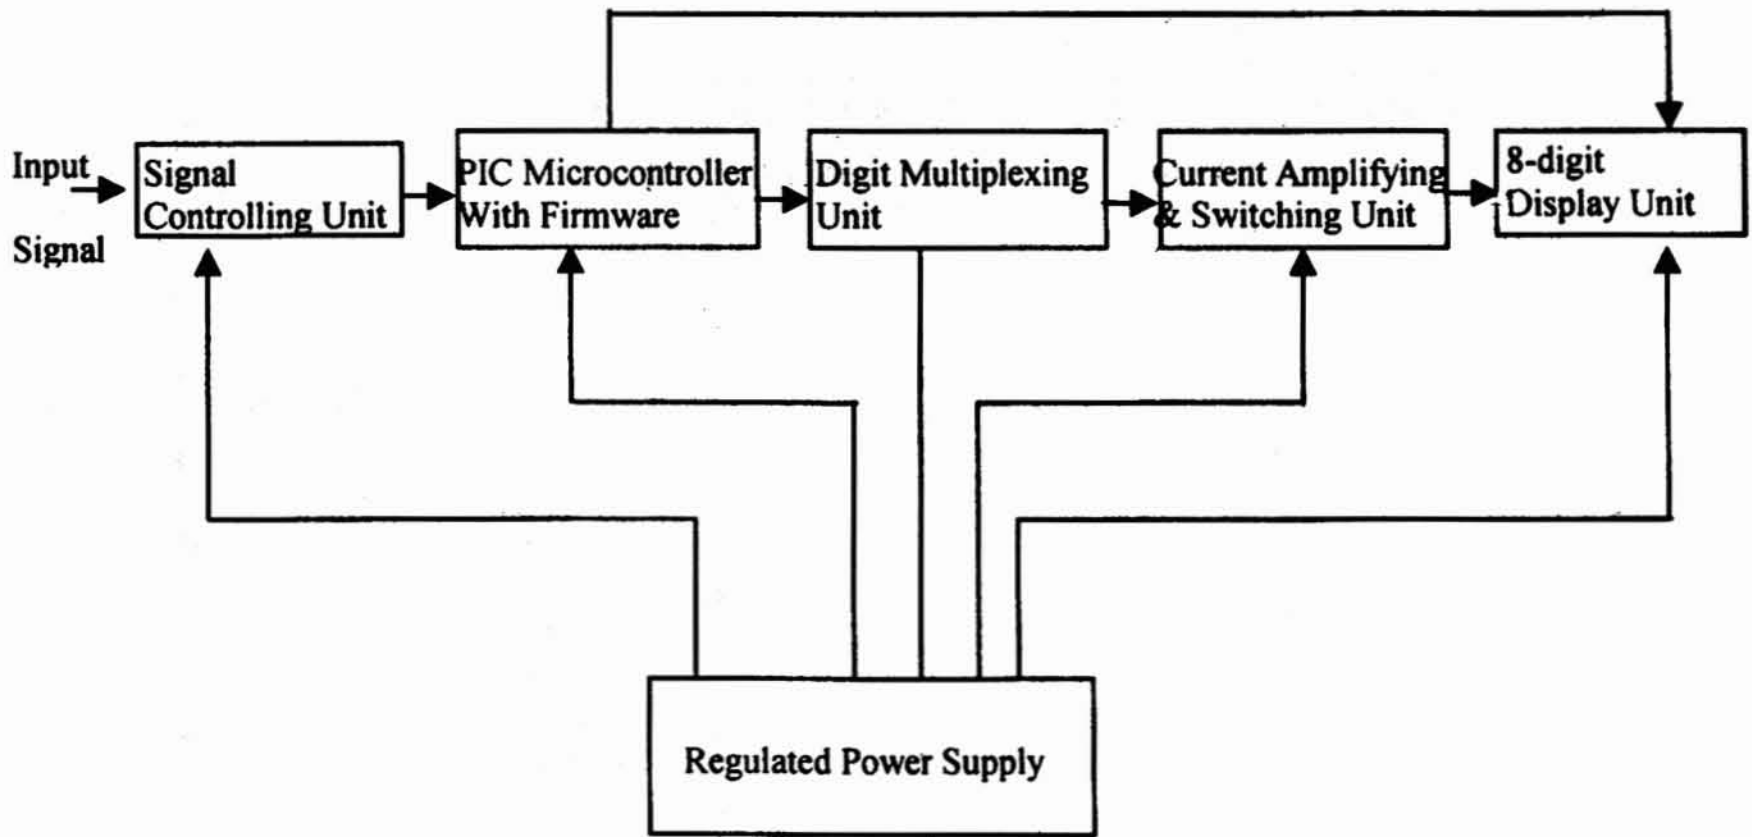 Input
Signal
Signal
Controlling Unit
PIC Microcontroller
With Firmware
Digit Multiplexing
Unit
Current Amplifying
& Switching Unit
8-digit
Display Unit
Regulated Power Supply